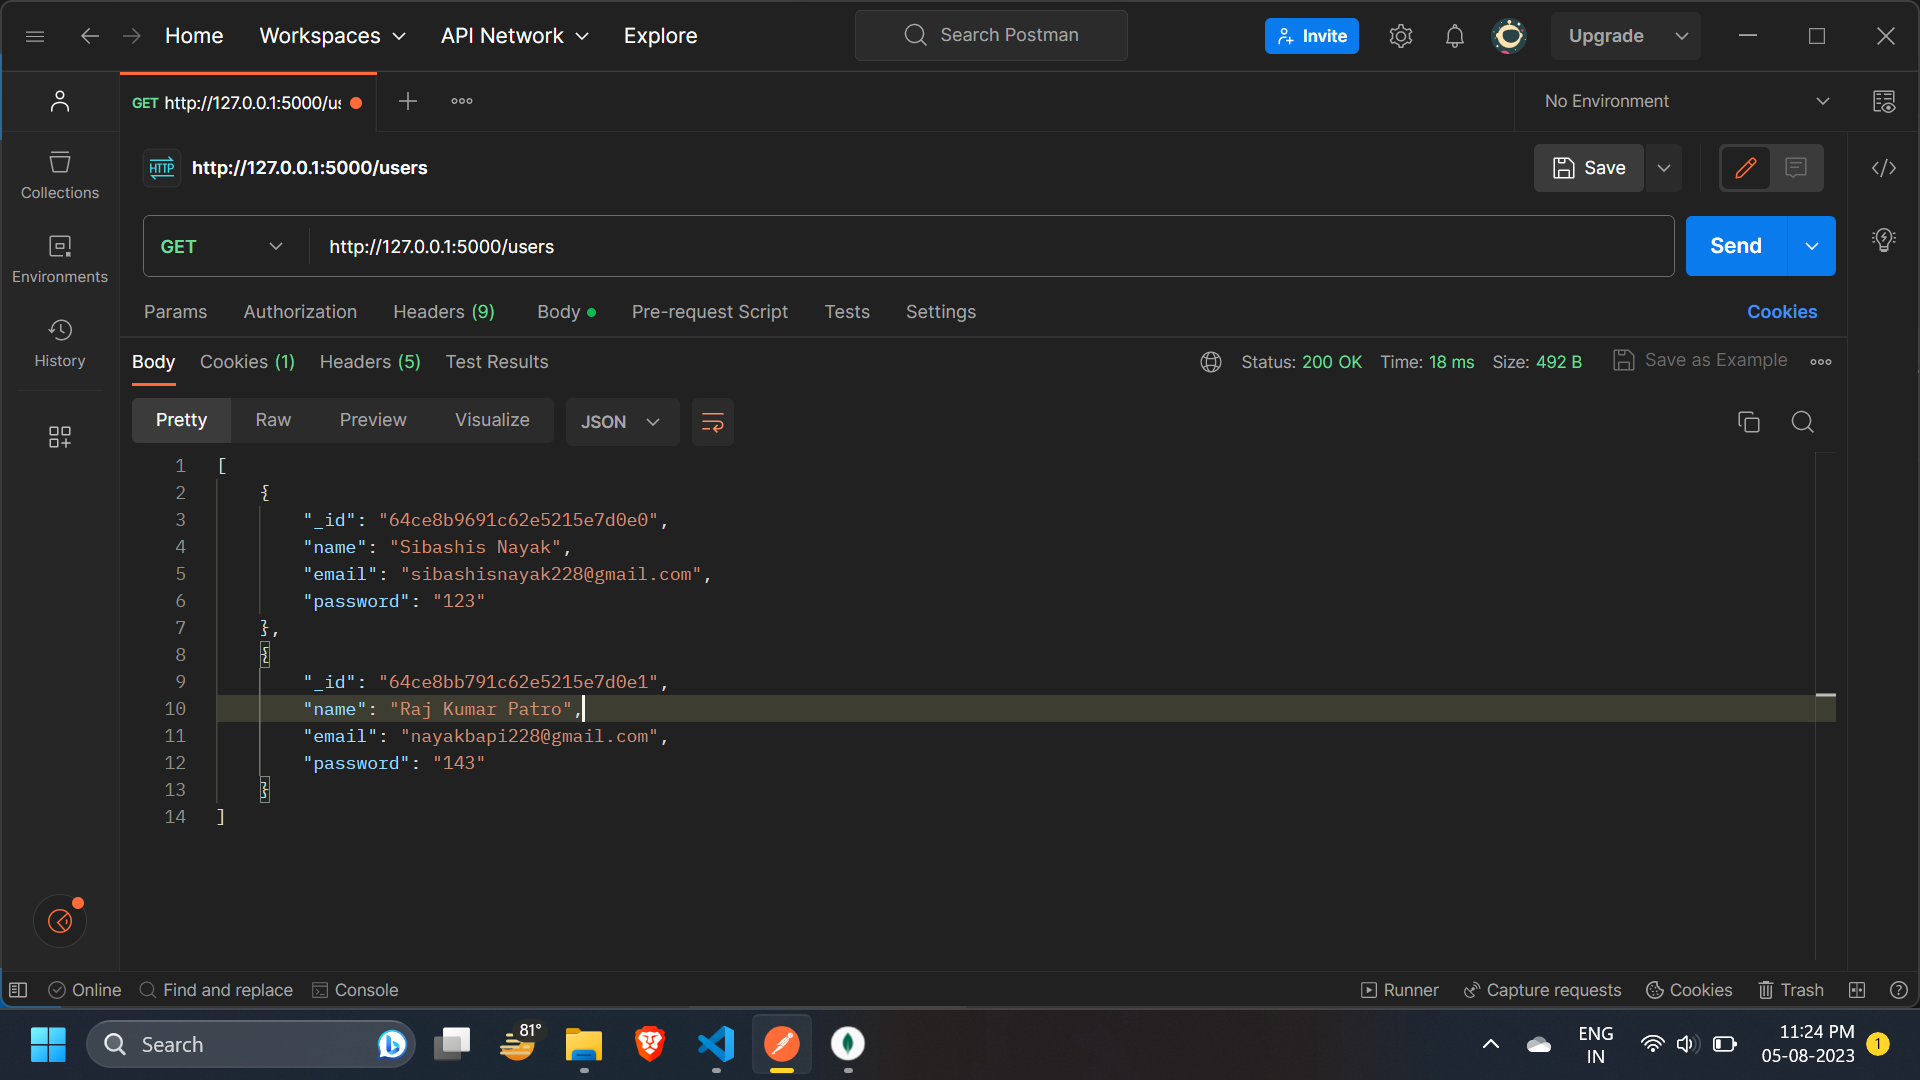 Home Workspaces API Network Explore Search Postman Invite Upgrade
GET http://127.0.0.1:5000/us No Environment
HTTP http://127.0.0.1:5000/users Save
GET http://127.0.0.1:5000/users Send
Params Authorization Headers (9) Body Pre-request Script Tests Settings Cookies
Body Cookies (1) Headers (5) Test Results Status: 200 OK Time: 18 ms Size: 492 B Save as Example
Pretty Raw Preview Visualize JSON
Collections
Environments
History
1 [
2 {
3 "_id": "64ce8b9691c62e5215e7d0e0",
4 "name": "Sibashis Nayak",
5 "email": "sibashisnayak228@gmail.com",
6 "password": "123"
7 },
8 {
9 "_id": "64ce8bb791c62e5215e7d0e1",
10 "name": "Raj Kumar Patro",
11 "email": "nayakbapi228@gmail.com",
12 "password": "143"
13 }
14 ]
Online Find and replace Console Runner Capture requests Cookies Trash
Search 81° ENG 11:24 PM 1
IN 05-08-2023